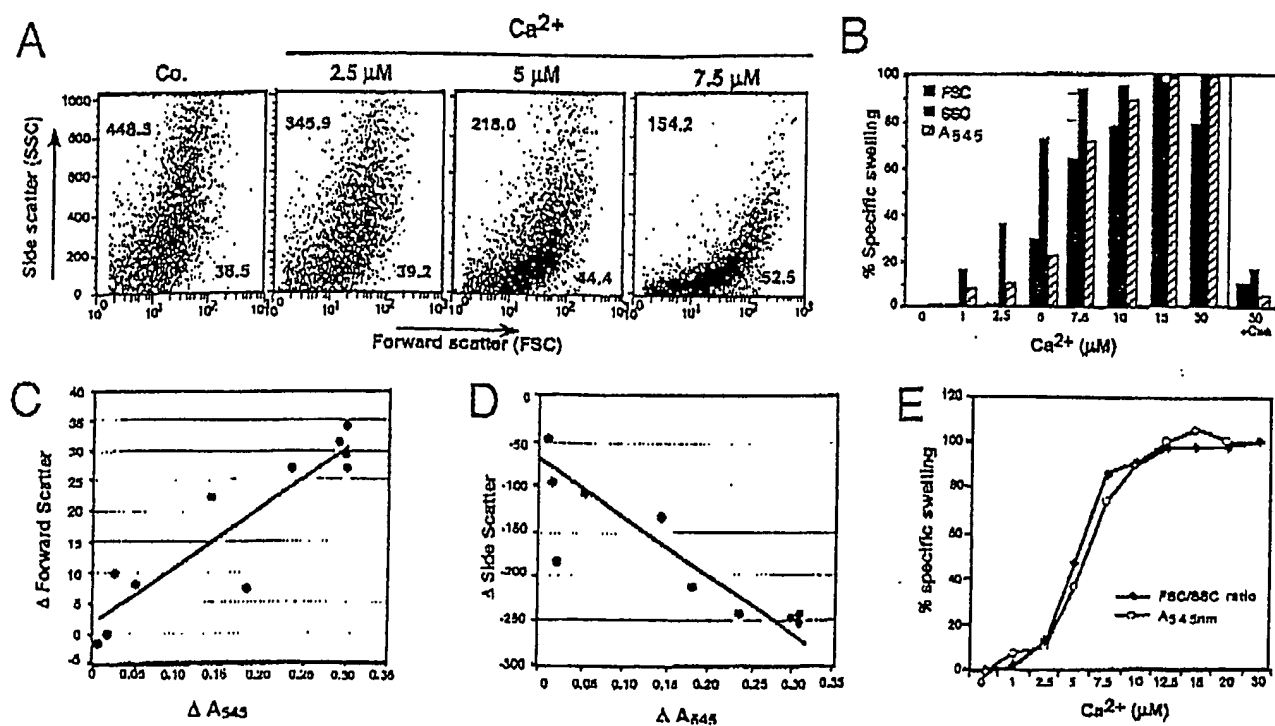 A
Ca²⁺
Co.
2.5 µM
5 µM
7.5 µM
Side scatter (SSC)
1000
800
600
400
200
0
448.3
38.5
345.9
39.2
218.0
44.4
154.2
52.5
Forward scatter (FSC)
B
% Specific swelling
100
80
60
40
20
0
FSC
SSC
A545
0 1 2.5 7.5 10 15 30
Ca²⁺ (µM)
C
Δ Forward Scatter
40
35
30
25
20
15
10
5
0
-5
0 0.05 0.10 0.15 0.20 0.25 0.30 0.35
Δ A₅₄₅
D
Δ Side Scatter
0
-50
-100
-150
-200
-250
-300
0 0.05 0.10 0.15 0.20 0.25 0.30 0.35
Δ A₅₄₅
E
% specific swelling
120
100
80
60
40
20
0
FSC/SSC ratio
A₅₄₅nm
0 1 2.5 5 7.5 10 12.5 15 20 30
Ca²⁺ (µM)